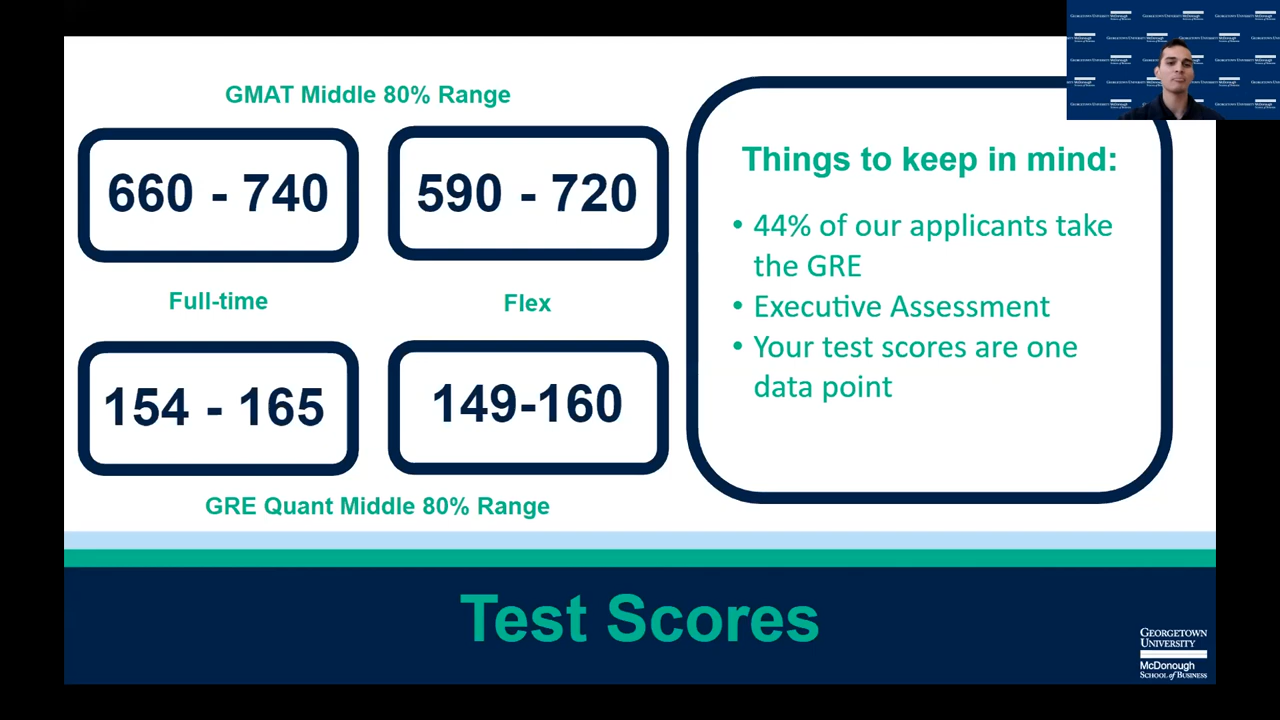 GMAT Middle 80% Range
660 - 740
590 - 720
Full-time
Flex
154 - 165
149-160
GRE Quant Middle 80% Range
Things to keep in mind:
• 44% of our applicants take
the GRE
• Executive Assessment
• Your test scores are one
data point
Test Scores
GEORGETOWN
UNIVERSITY
McDonough
SCHOOL of BUSINESS